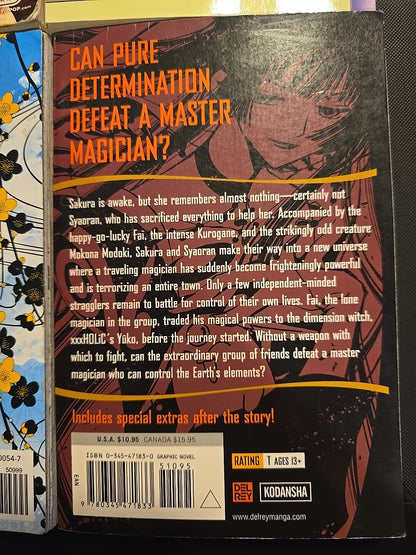 POP.com
CAN PURE
DETERMINATION
DEFEAT A MASTER
MAGICIAN?
Sakura is awake, but she remembers almost nothing—certainly not
Syaoran, who has sacrificed everything to help her. Accompanied by the
happy-go-lucky Fai, the intense Kurogane, and the strikingly odd creature
Mokona Modoki, Sakura and Syaoran make their way into a new universe
where a traveling magician has suddenly become frighteningly powerful
and is terrorizing an entire town. Only a few independent-minded
stragglers remain to battle for control of their own lives. Fai, the lone
magician in the group, traded his magical powers to the dimension witch,
xxxHOLiC's Yuko, before the journey started. Without a weapon with
which to fight, can the extraordinary group of friends defeat a master
magician who can control the Earth's elements?
Includes special extras after the story!
U.S.A. $10.95 CANADA $15.95
ISBN 0-345-47183-0 GRAPHIC NOVEL
51095
EAN
9 780345 471833
RATING T AGES 13+
DEL
REY
KODANSHA
www.delreymanga.com
0054-7
50999